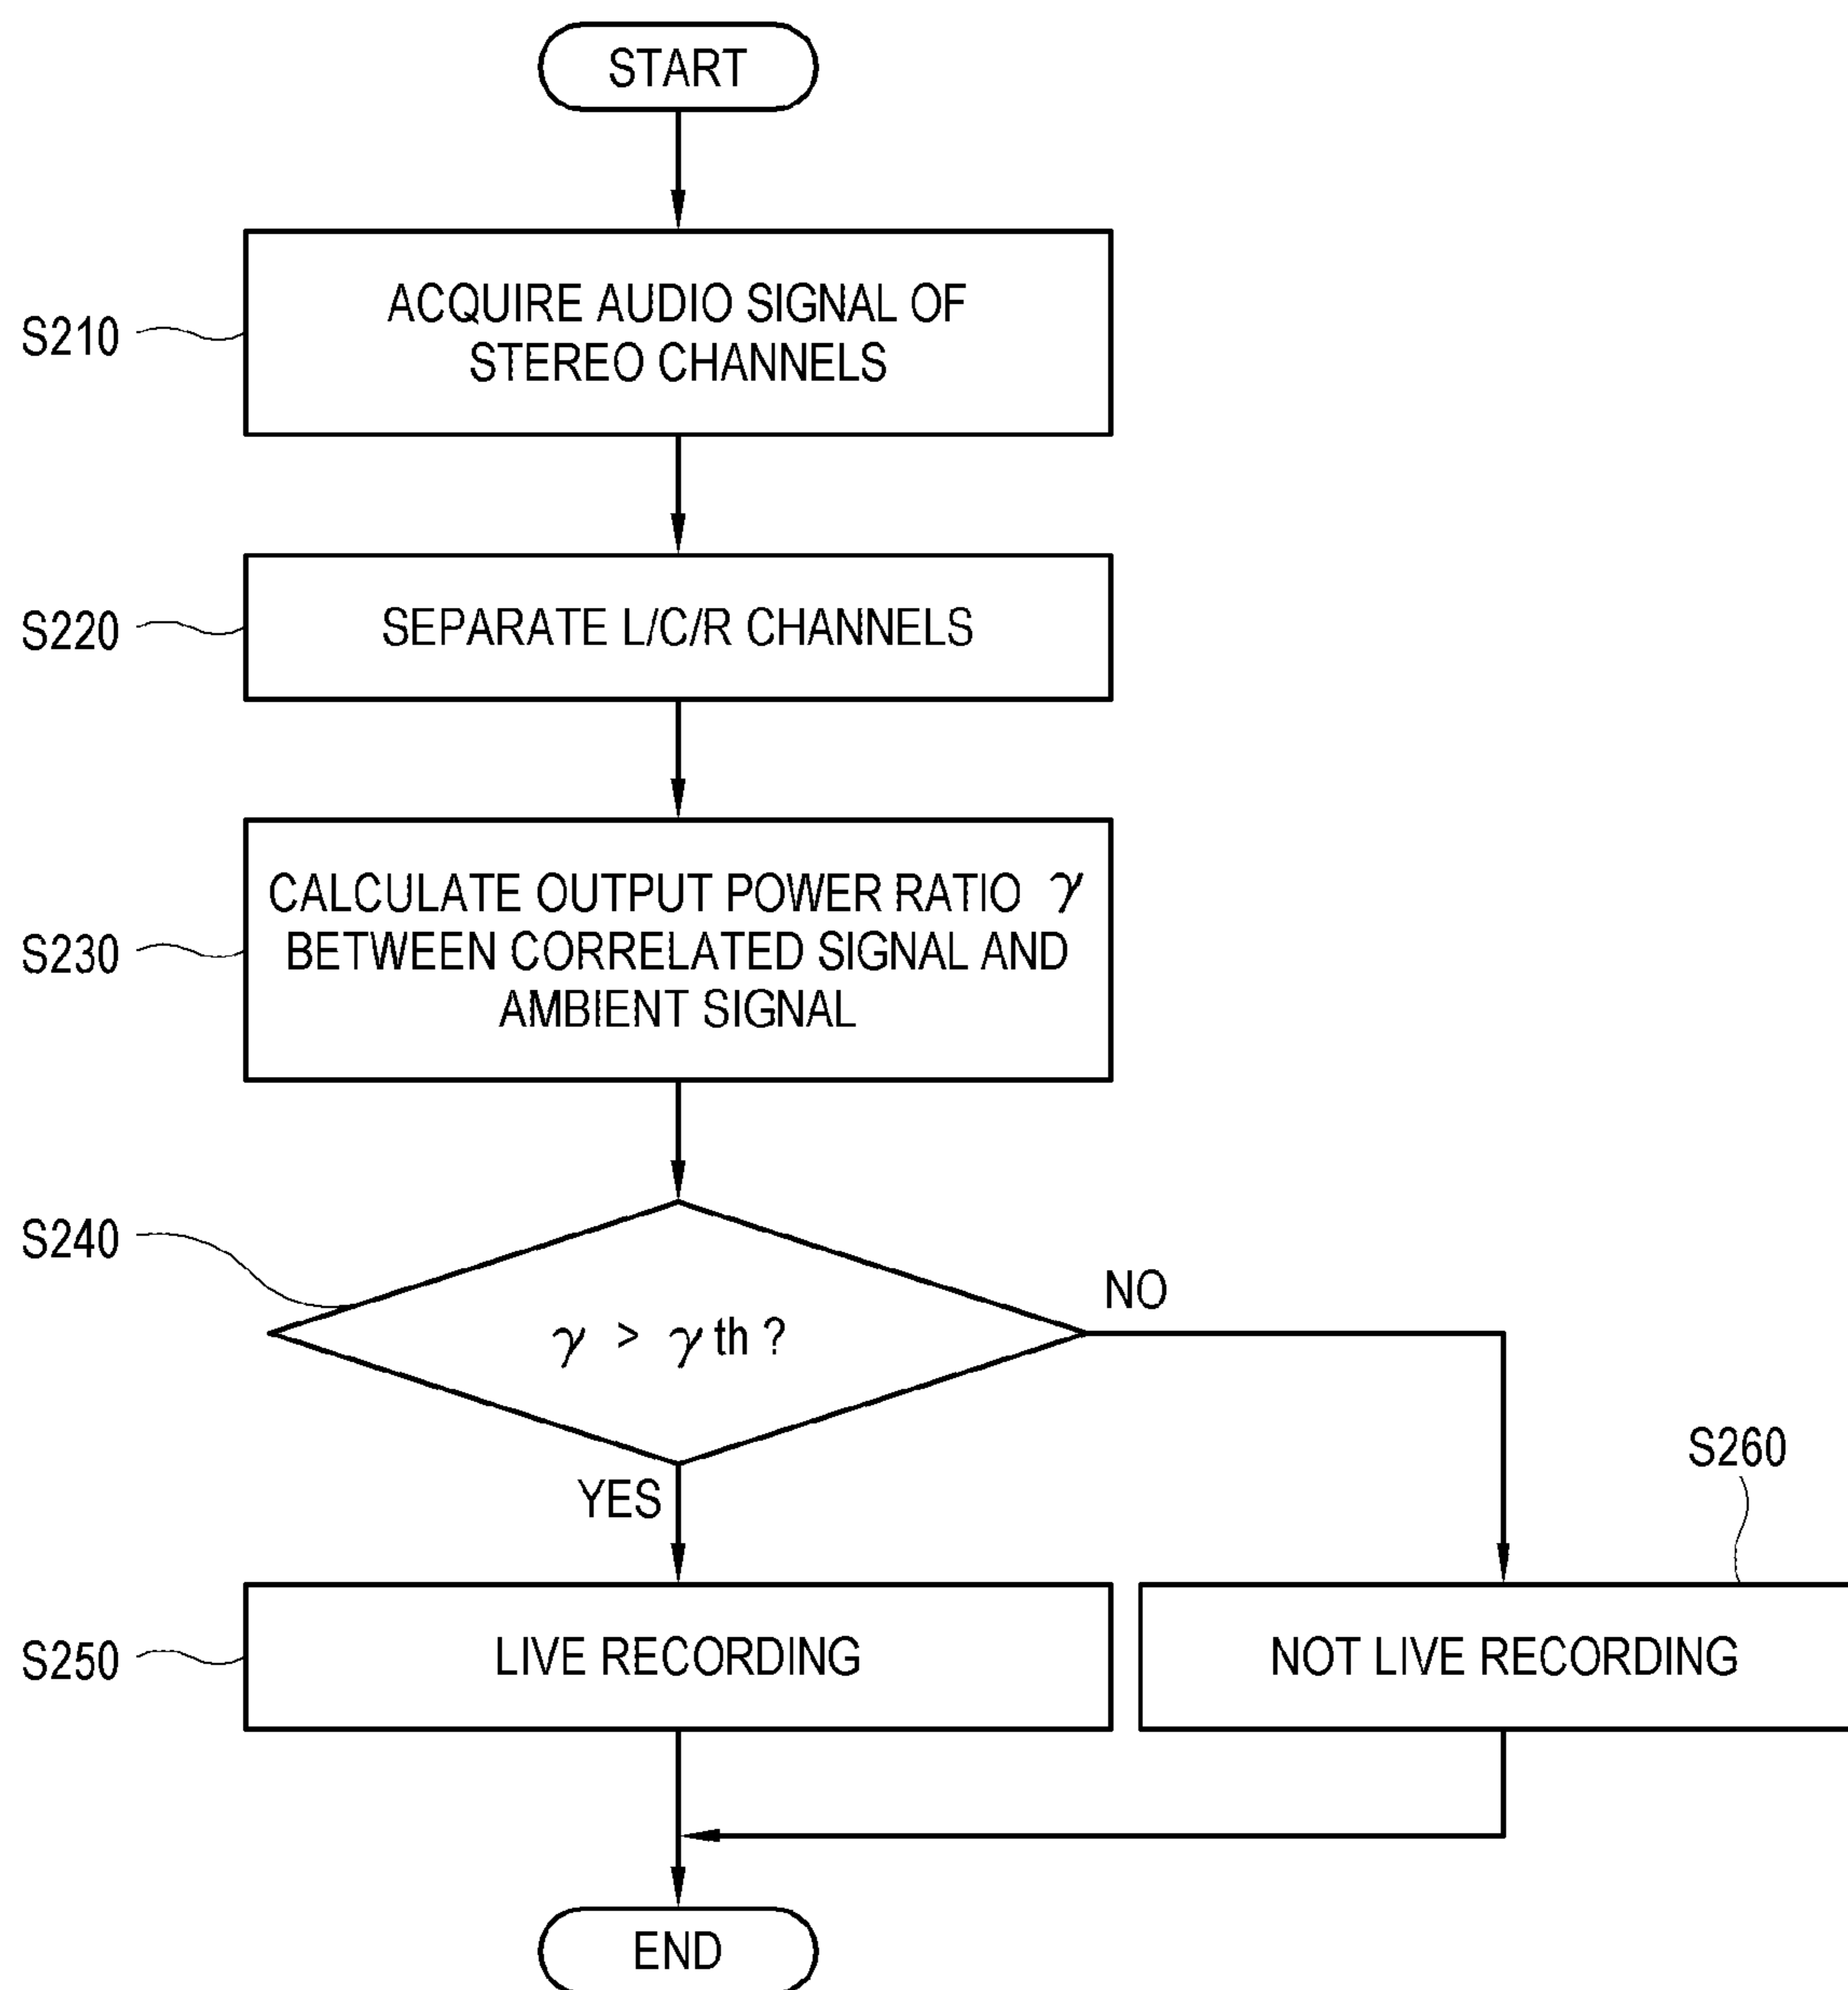 START
S210
ACQUIRE AUDIO SIGNAL OF
STEREO CHANNELS
S220
SEPARATE L/C/R CHANNELS
S230
CALCULATE OUTPUT POWER RATIO γ
BETWEEN CORRELATED SIGNAL AND
AMBIENT SIGNAL
S240
γ > γth ?
NO
YES
S250
LIVE RECORDING
S260
NOT LIVE RECORDING
END